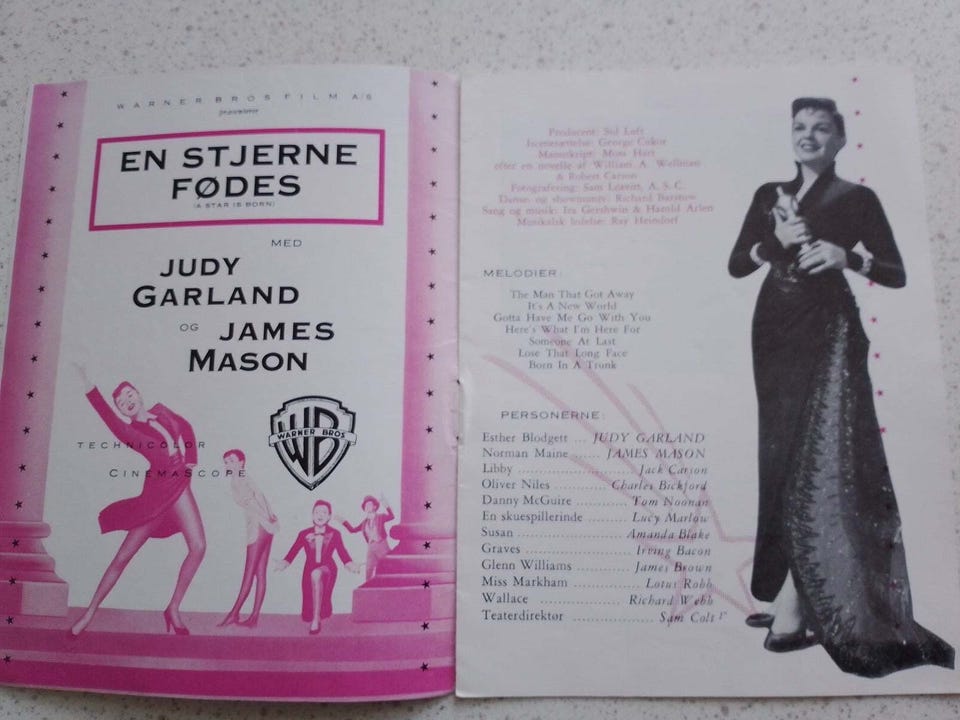 WARNER BROS FILM A/S
præsenterer
EN STJERNE
FØDES
(A STAR IS BORN)
MED
JUDY
GARLAND
OG JAMES
MASON
TECHNICOLOR
CINEMASCOPE
WB
WARNER BROS
Producent: Sid Luft
Iscenesættelse: George Cukor
Manuskript: Moss Hart
efter en novelle af William A. Wellman
& Robert Carson
Fotografering: Sam Leavitt, A. S. C.
Danse- og shownumre: Richard Barstow
Sang og musik: Ira Gershwin & Harold Arlen
Musikalsk ledelse: Ray Heindorf
MELODIER:
The Man That Got Away
It's A New World
Gotta Have Me Go With You
Here's What I'm Here For
Someone At Last
Lose That Long Face
Born In A Trunk
PERSONERNE:
Esther Blodgett ... JUDY GARLAND
Norman Maine ...... JAMES MASON
Libby ........................ Jack Carson
Oliver Niles ............ Charles Bickford
Danny McGuire ........ Tom Noonan
En skuespillerinde ......... Lucy Marlow
Susan ..................... Amanda Blake
Graves ..................... Irving Bacon
Glenn Williams ......... James Brown
Miss Markham ............ Lotus Robb
Wallace ................ Richard Webb
Teaterdirektør .................. Sam Colt